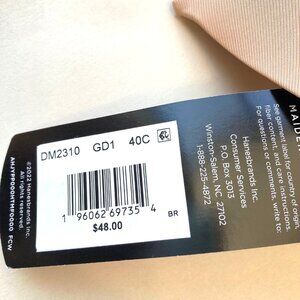 DM2310 GD1 40C
1 96062 69735 4
BR
$48.00
©2022 Hanesbrands Inc.
All rights reserved.
MAIDE
See garment label for country of origin,
fiber content, and care instructions.
For questions or comments, write to:
Hanesbrands Inc.
Consumer Services
P.O. Box 3013
Winston-Salem, NC 27102
1-888-225-4872